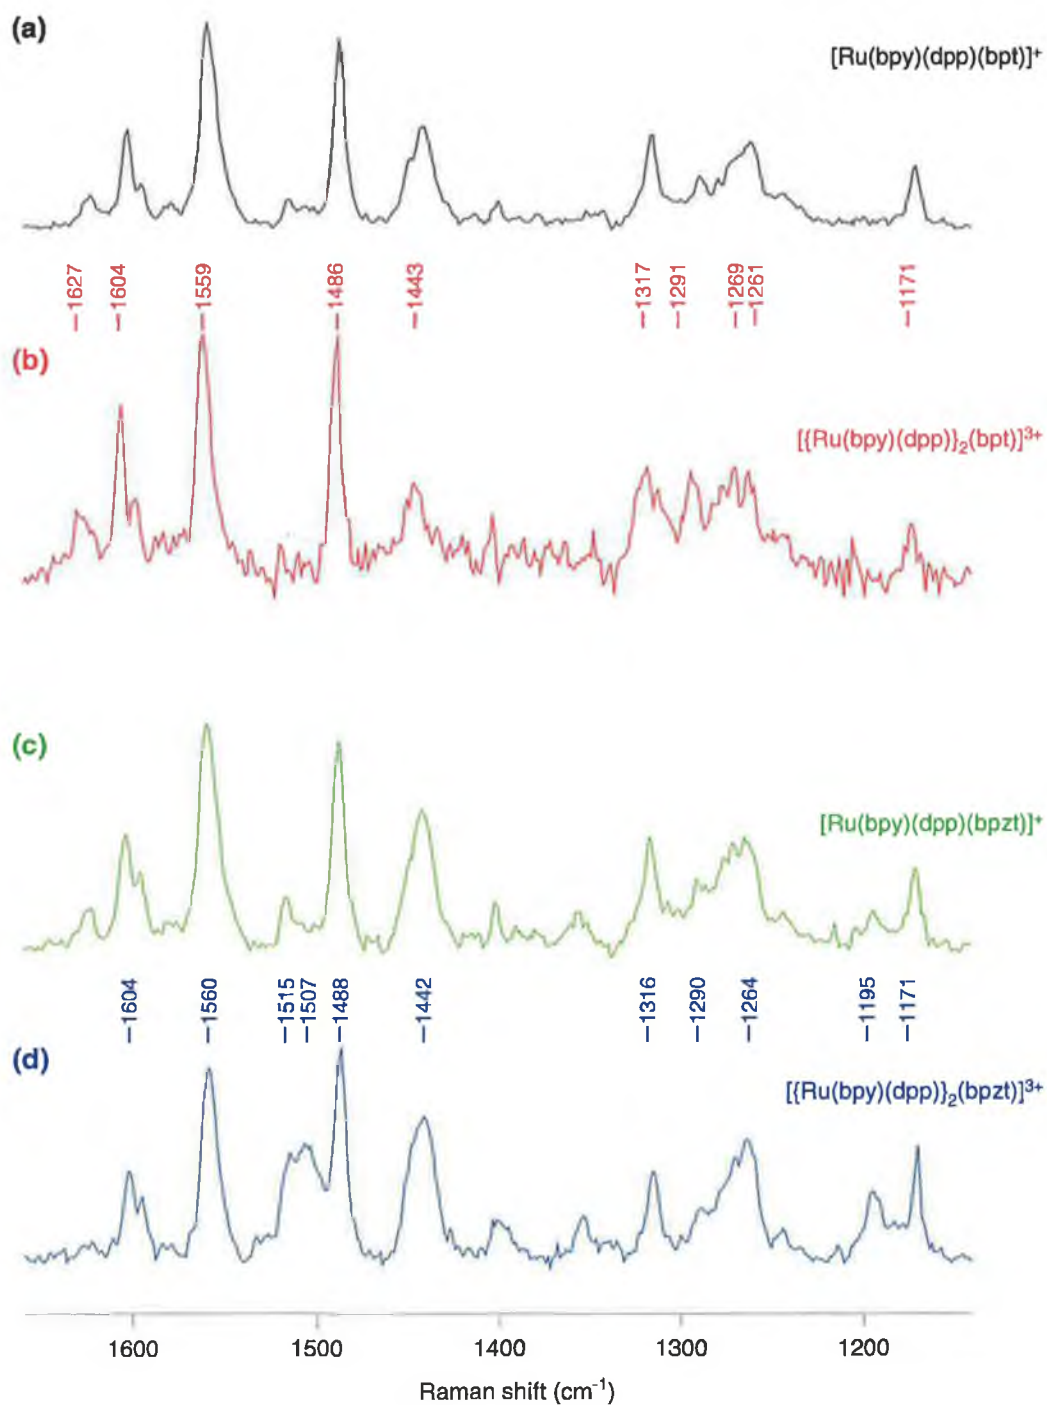 (a)
[Ru(bpy)(dpp)(bpt)]⁺
–1627 –1604 –1559 –1486 –1443 –1317 –1291 –1269 –1261 –1171
(b)
[{Ru(bpy)(dpp)}₂(bpt)]³⁺
(c)
[Ru(bpy)(dpp)(bpzt)]⁺
–1604 –1560 –1515 –1507 –1488 –1442 –1316 –1290 –1264 –1195 –1171
(d)
[{Ru(bpy)(dpp)}₂(bpzt)]³⁺
1600 1500 1400 1300 1200
Raman shift (cm⁻¹)